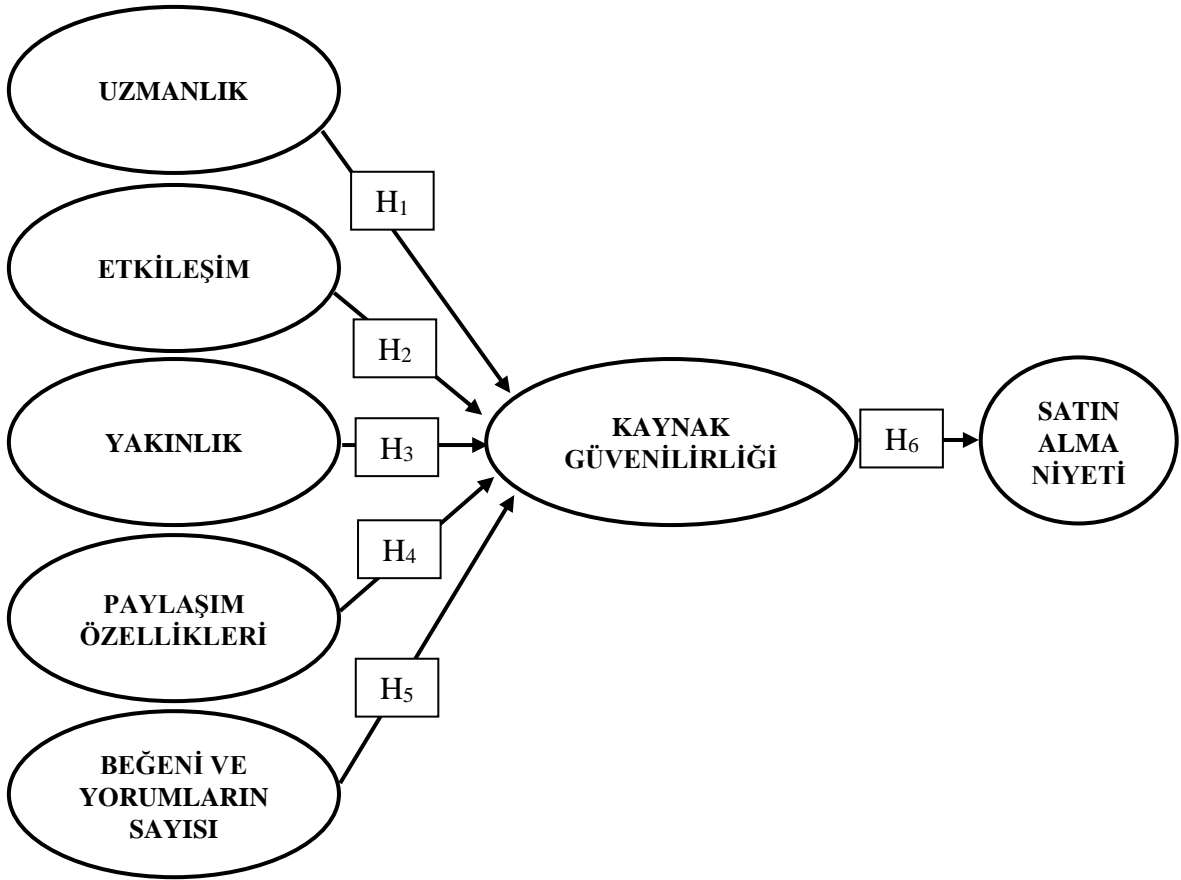 UZMANLIK
H₁
ETKİLEŞİM
H₂
YAKINLIK
H₃
KAYNAK
GÜVENİLİRLİĞİ
H₆
SATIN
ALMA
NİYETİ
H₄
PAYLAŞIM
ÖZELLİKLERİ
H₅
BEĞENİ VE
YORUMLARIN
SAYISI